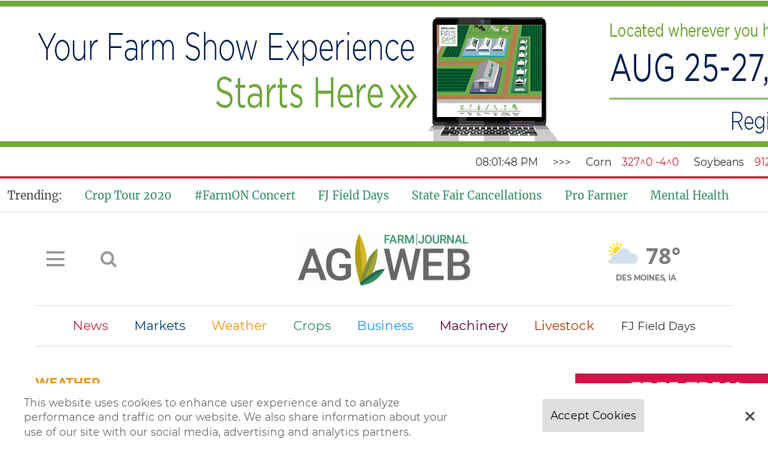 Your Farm Show Experience
Starts Here
Located wherever you
AUG 25-27,
08:01:48 PM >>> Corn 327^0 -4^0 Soybeans 912
Trending: Crop Tour 2020 #FarmON Concert FJ Field Days State Fair Cancellations Pro Farmer Mental Health
FARM|JOURNAL
AG WEB
78°
DES MOINES, IA
News Markets Weather Crops Business Machinery Livestock FJ Field Days
WEATHER
This website uses cookies to enhance user experience and to analyze
performance and traffic on our website. We also share information about your
use of our site with our social media, advertising and analytics partners.
Accept Cookies